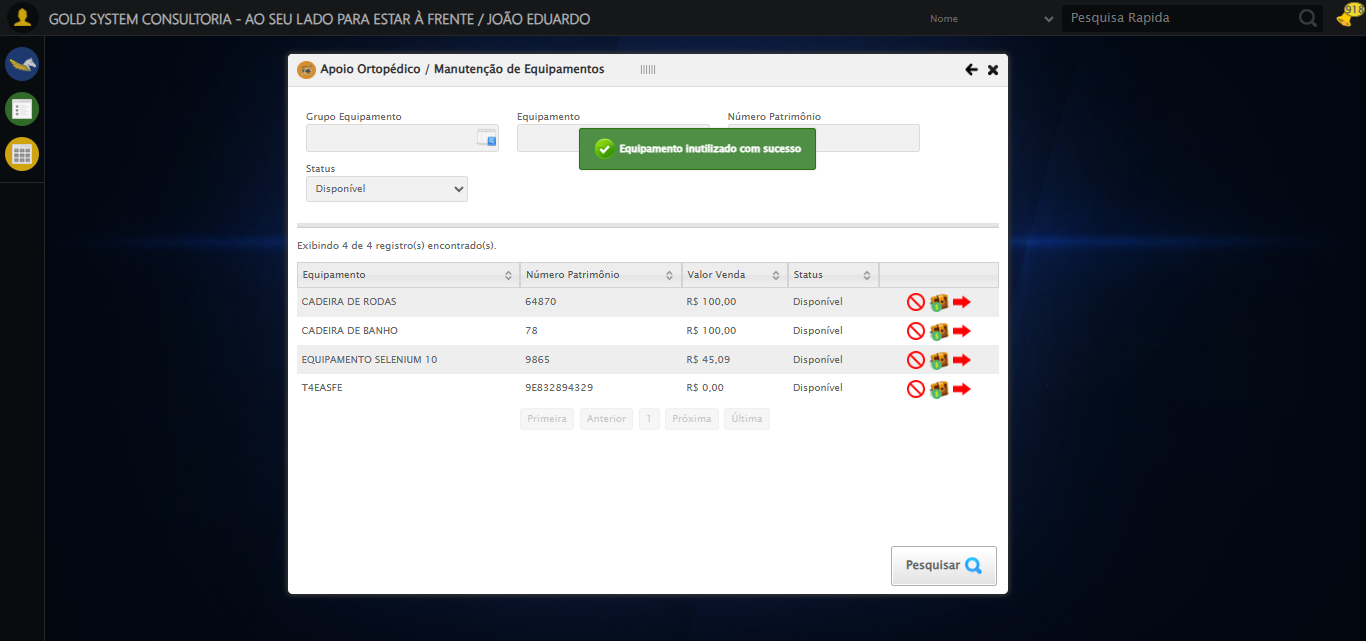 GOLD SYSTEM CONSULTORIA - AO SEU LADO PARA ESTAR À FRENTE / JOÃO EDUARDO
Nome
Pesquisa Rapida
918
Apoio Ortopédico / Manutenção de Equipamentos
Grupo Equipamento
Equipamento
Número Patrimônio
Equipamento inutilizado com sucesso
Status
Disponível
Exibindo 4 de 4 registro(s) encontrado(s).
Equipamento Número Patrimônio Valor Venda Status
CADEIRA DE RODAS 64870 R$ 100,00 Disponível
CADEIRA DE BANHO 78 R$ 100,00 Disponível
EQUIPAMENTO SELENIUM 10 9865 R$ 45,09 Disponível
T4EASFE 9E832894329 R$ 0,00 Disponível
Primeira Anterior 1 Próxima Última
Pesquisar